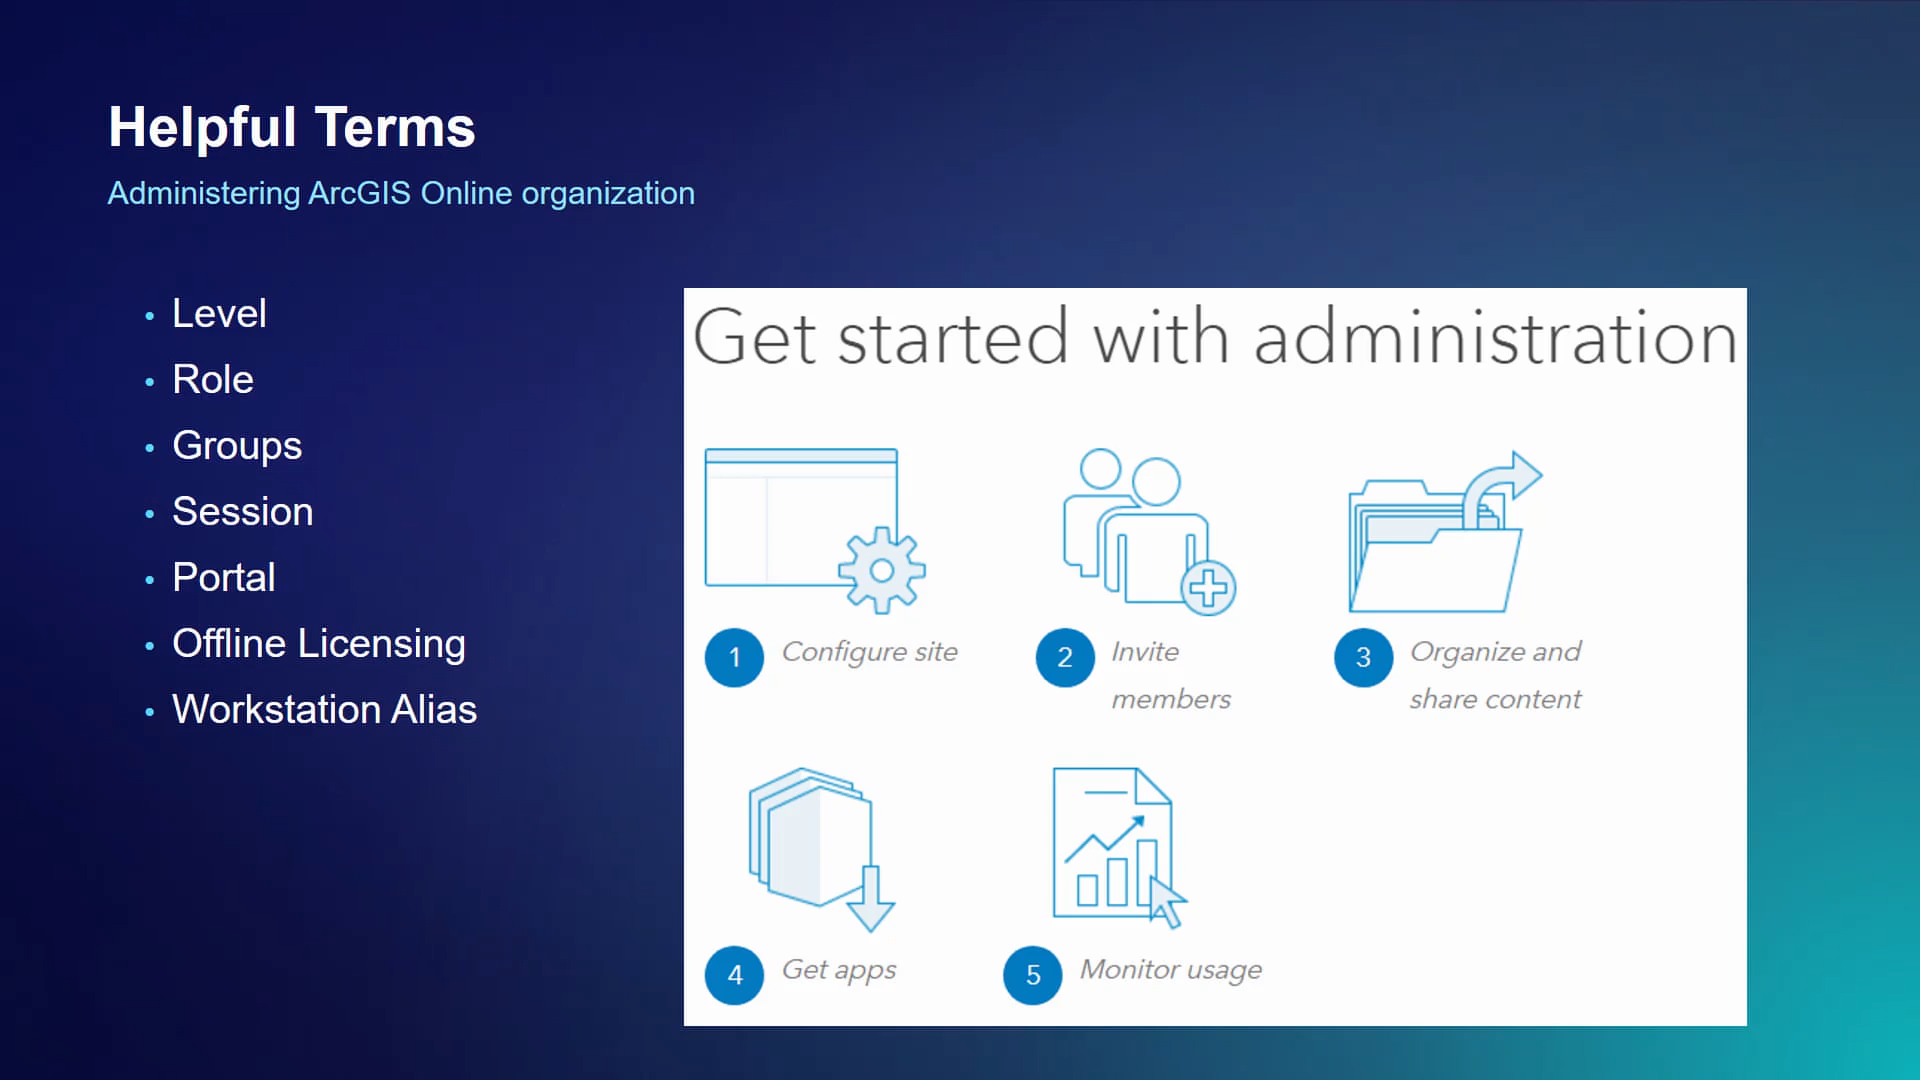 Helpful Terms
Administering ArcGIS Online organization
• Level
• Role
• Groups
• Session
• Portal
• Offline Licensing
• Workstation Alias
Get started with administration
1 Configure site
2 Invite members
3 Organize and share content
4 Get apps
5 Monitor usage